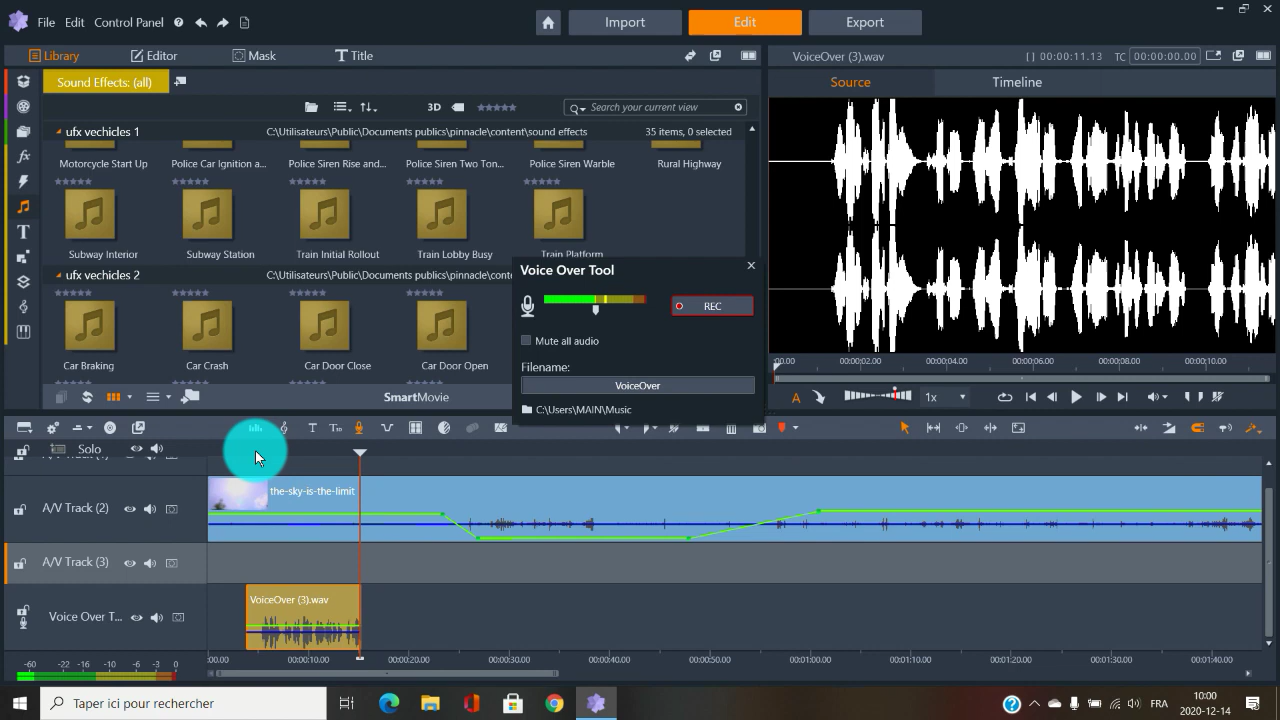 File Edit Control Panel
Import
Edit
Export
Library
Editor
Mask
Title
VoiceOver (3).wav
[ ] 00:00:11.13 TC 00:00:00.00
Sound Effects: (all)
Source
Timeline
3D
Search your current view
ufx vechicles 1 C:\Utilisateurs\Public\Documents publics\pinnacle\content\sound effects 35 items, 0 selected
Motorcycle Start Up Police Car Ignition a... Police Siren Rise and... Police Siren Two Ton... Police Siren Warble Rural Highway
Subway Interior Subway Station Train Initial Rollout Train Lobby Busy Train Platform
ufx vechicles 2 C:\Utilisateurs\Public\Documents publics\pinnacle\conte
Car Braking Car Crash Car Door Close Car Door Open
Voice Over Tool
REC
Mute all audio
Filename:
VoiceOver
C:\Users\MAIN\Music
:00.00 00:00:02.00 00:00:04.00 00:00:06.00 00:00:08.00 00:00:10.00
SmartMovie
A
1x
Solo
A/V Track (2)
the-sky-is-the-limit
A/V Track (3)
Voice Over T...
VoiceOver (3).wav
-60 -22 -16 -10 -6 -3 0
:00.00 00:00:10.00 00:00:20.00 00:00:30.00 00:00:40.00 00:00:50.00 00:01:00.00 00:01:10.00 00:01:20.00 00:01:30.00 00:01:40.00
Taper ici pour rechercher
FRA
10:00
2020-12-14